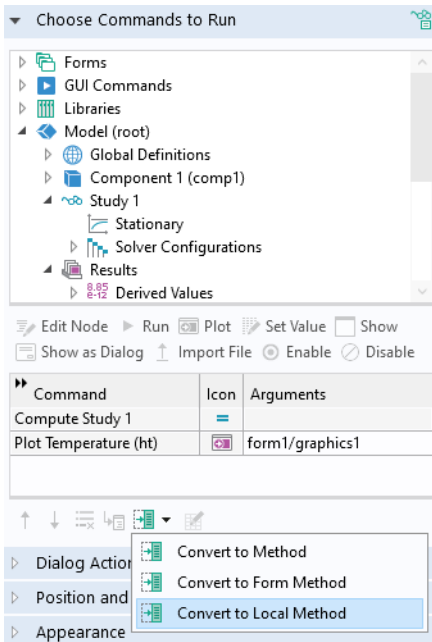 Choose Commands to Run
Forms
GUI Commands
Libraries
Model (root)
Global Definitions
Component 1 (comp1)
Study 1
Stationary
Solver Configurations
Results
8.85
e-12
Derived Values
Edit Node Run Plot Set Value Show
Show as Dialog Import File Enable Disable
Command Icon Arguments
Compute Study 1 =
Plot Temperature (ht) form1/graphics1
Convert to Method
Dialog Action
Convert to Form Method
Position and
Convert to Local Method
Appearance